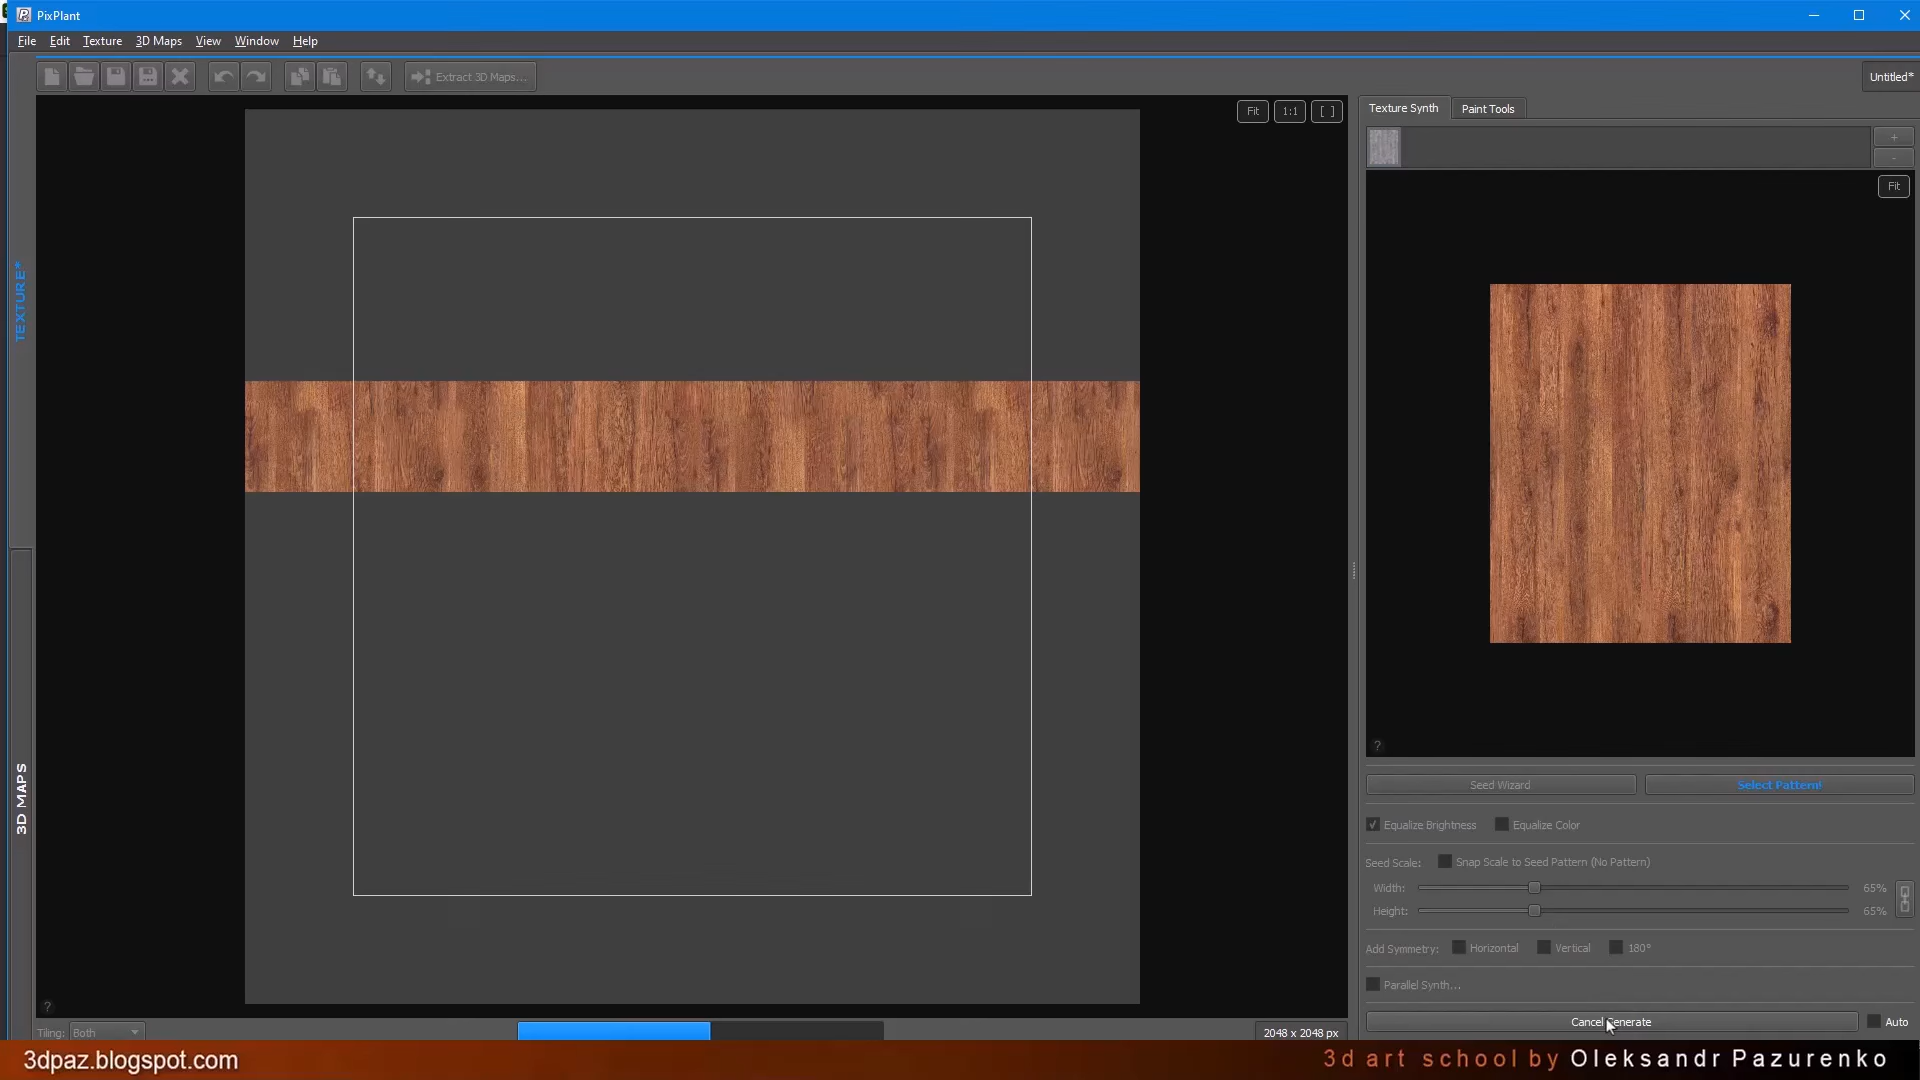 PixPlant
File Edit Texture 3D Maps View Window Help
Extract 3D Maps...
Untitled*
Fit 1:1 [ ]
Texture Synth Paint Tools
+
-
Fit
TEXTURE*
3D MAPS
?
Seed Wizard Select Pattern!
Equalize Brightness Equalize Color
Seed Scale: Snap Scale to Seed Pattern (No Pattern)
Width: 65%
Height: 65%
Add Symmetry: Horizontal Vertical 180°
Parallel Synth...
?
Cancel Generate Auto
Tiling: Both 2048 x 2048 px
3dpaz.blogspot.com 3d art school by Oleksandr Pazurenko